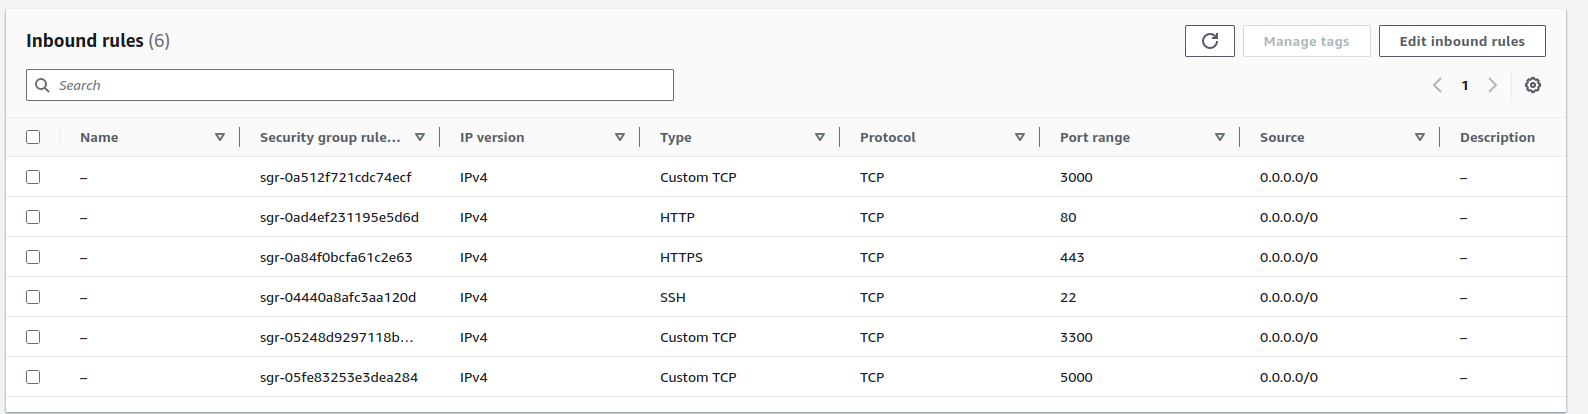 Inbound rules (6)
Manage tags
Edit inbound rules
Search
1
Name Security group rule... IP version Type Protocol Port range Source Description
– sgr-0a512f721cdc74ecf IPv4 Custom TCP TCP 3000 0.0.0.0/0 –
– sgr-0ad4ef231195e5d6d IPv4 HTTP TCP 80 0.0.0.0/0 –
– sgr-0a84f0bcfa61c2e63 IPv4 HTTPS TCP 443 0.0.0.0/0 –
– sgr-04440a8afc3aa120d IPv4 SSH TCP 22 0.0.0.0/0 –
– sgr-05248d9297118b... IPv4 Custom TCP TCP 3300 0.0.0.0/0 –
– sgr-05fe83253e3dea284 IPv4 Custom TCP TCP 5000 0.0.0.0/0 –